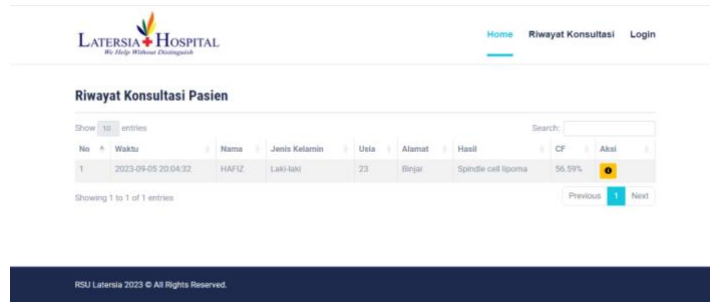 LATERSIA HOSPITAL
We Help Without Distinguish
Home Riwayat Konsultasi Login
Riwayat Konsultasi Pasien
Show 10 entries Search:
No Waktu Nama Jenis Kelamin Usia Alamat Hasil CF Aksi
1 2023-09-05 20:04:32 HAFIZ Laki-laki 23 Binjai Spindle cell lipoma 56.59%
Showing 1 to 1 of 1 entries Previous 1 Next
RSU Latersia 2023 © All Rights Reserved.